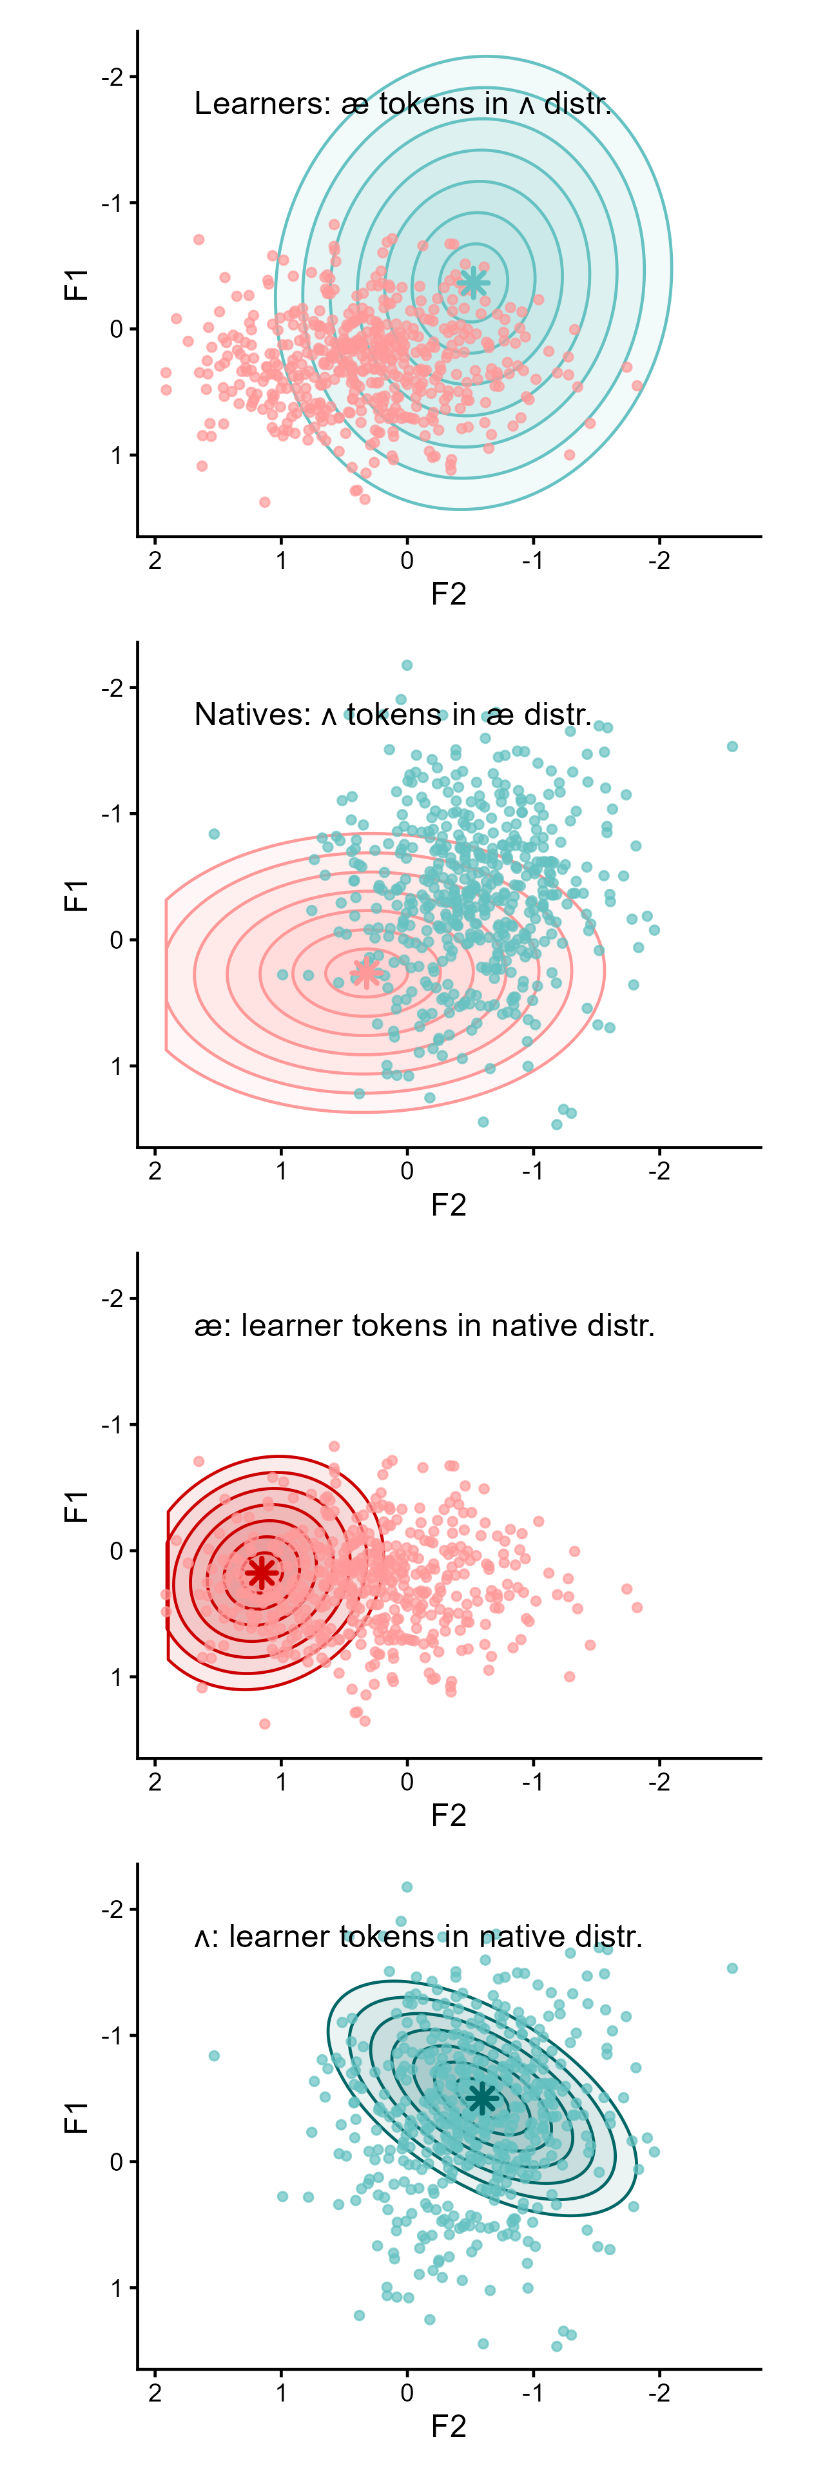 Learners: æ tokens in ʌ distr.
-2
-1
0
1
F1
2 1 0 -1 -2
F2
Natives: ʌ tokens in æ distr.
-2
-1
0
1
F1
2 1 0 -1 -2
F2
æ: learner tokens in native distr.
-2
-1
0
1
F1
2 1 0 -1 -2
F2
ʌ: learner tokens in native distr.
-2
-1
0
1
F1
2 1 0 -1 -2
F2